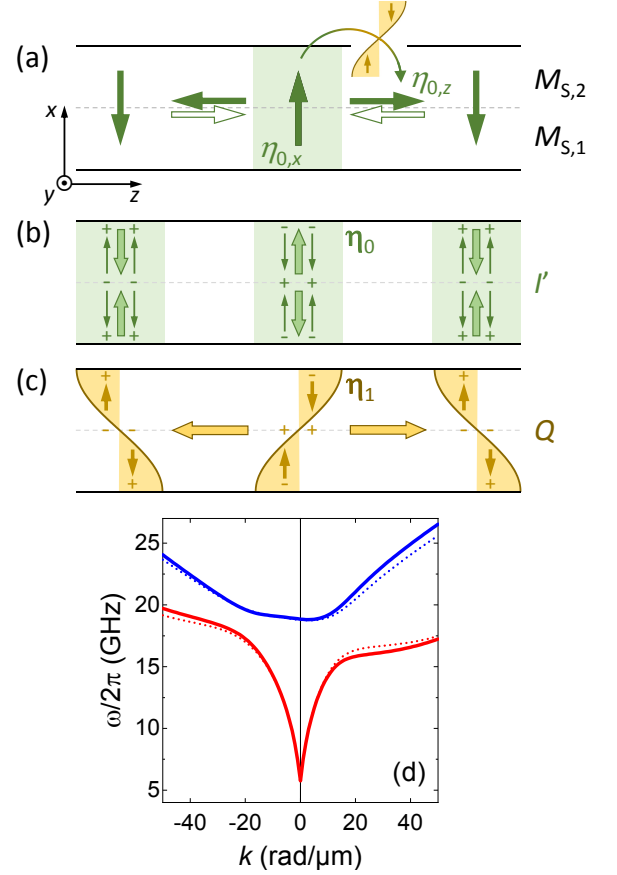 (a)
η0,z
MS,2
x
η0,x
MS,1
y
z
(b)
+ + - - + +
η0
- - + + - -
I'
+ + - - + +
(c)
+ - +
η1
- - + + - -
Q
+ - +
25
20
15
10
5
ω/2π (GHz)
(d)
-40 -20 0 20 40
k (rad/μm)